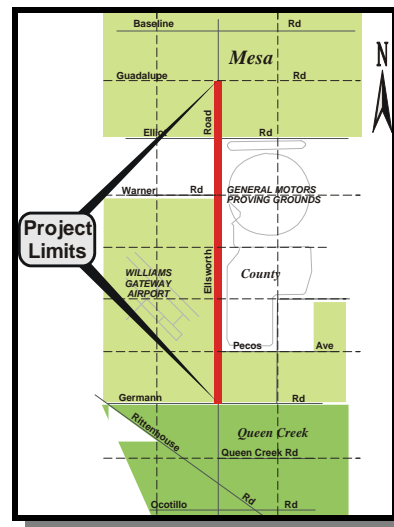 Baseline Rd
Mesa
N
Guadalupe Rd
Road
Elliot Rd
Warner Rd
GENERAL MOTORS
PROVING GROUNDS
Project
Limits
WILLIAMS
GATEWAY
AIRPORT
Ellsworth
County
Pecos Ave
Germann Rd
Rittenhouse Rd
Queen Creek
Queen Creek Rd
Ocotillo Rd